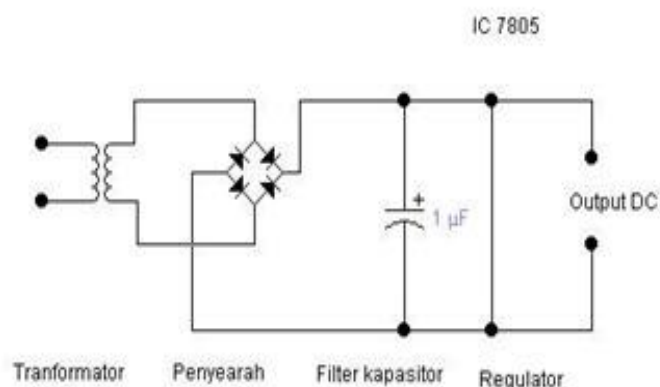 IC 7805
Output DC
1 µF
Tranformator
Penyearah
Filter kapasitor
Regulator